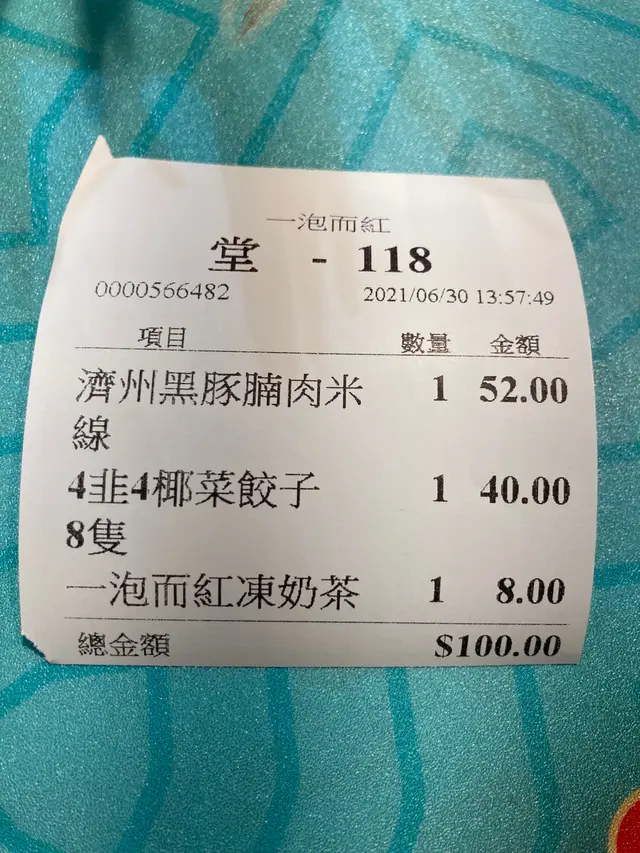 一泡而紅
堂 - 118
0000566482 2021/06/30 13:57:49
項目 數量 金額
濟州黑豚腩肉米 1 52.00
線
4韭4椰菜餃子 1 40.00
8隻
一泡而紅凍奶茶 1 8.00
總金額 $100.00